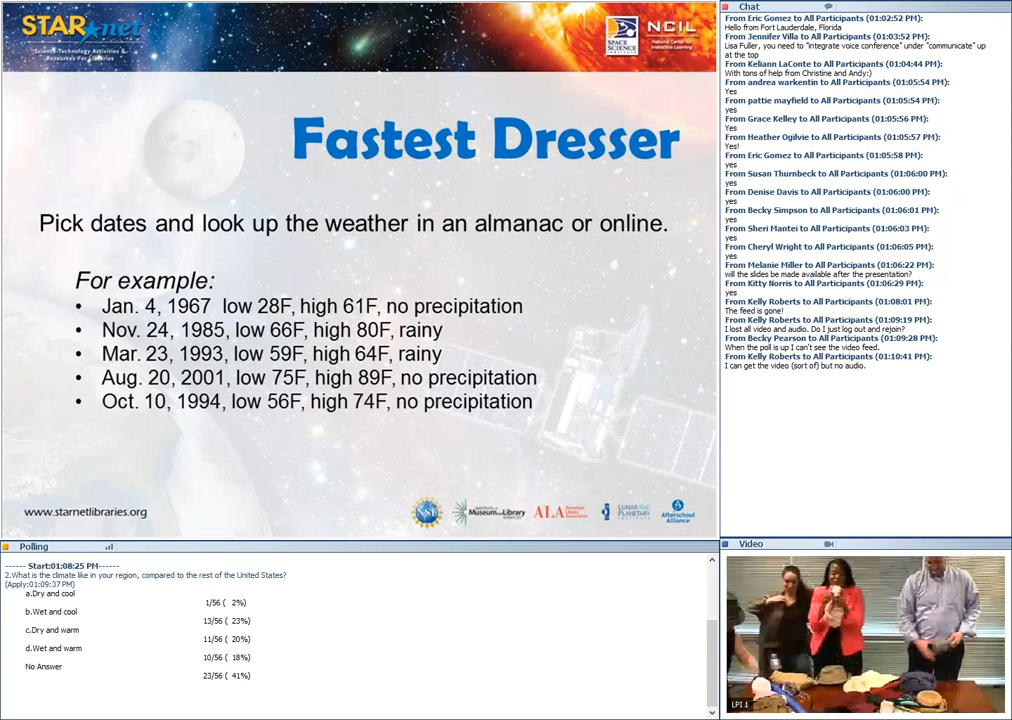 STAR net
Science-Technology Activities &
Resources For Libraries
SPACE
SCIENCE
INSTITUTE
NCIL
National Center for
Interactive Learning
Fastest Dresser
Pick dates and look up the weather in an almanac or online.
For example:
• Jan. 4, 1967 low 28F, high 61F, no precipitation
• Nov. 24, 1985, low 66F, high 80F, rainy
• Mar. 23, 1993, low 59F, high 64F, rainy
• Aug. 20, 2001, low 75F, high 89F, no precipitation
• Oct. 10, 1994, low 56F, high 74F, no precipitation
www.starnetlibraries.org
NSF
INSTITUTE of
Museum and Library
SERVICES
ALA American
Library
Association
LUNAR AND
PLANETARY
INSTITUTE
Afterschool
Alliance
Chat
From Eric Gomez to All Participants (01:02:52 PM):
Hello from Fort Lauderdale, Florida
From Jennifer Villa to All Participants (01:03:52 PM):
Lisa Fuller, you need to "integrate voice conference" under "communicate" up
at the top
From Keliann LaConte to All Participants (01:04:44 PM):
With tons of help from Christine and Andy:)
From andrea warkentin to All Participants (01:05:54 PM):
Yes
From pattie mayfield to All Participants (01:05:54 PM):
yes
From Grace Kelley to All Participants (01:05:56 PM):
Yes
From Heather Ogilvie to All Participants (01:05:57 PM):
Yes!
From Eric Gomez to All Participants (01:05:58 PM):
yes
From Susan Thurnbeck to All Participants (01:06:00 PM):
yes
From Denise Davis to All Participants (01:06:00 PM):
yes
From Becky Simpson to All Participants (01:06:01 PM):
yes
From Sheri Mantei to All Participants (01:06:03 PM):
yes
From Cheryl Wright to All Participants (01:06:05 PM):
yes
From Melanie Miller to All Participants (01:06:22 PM):
will the slides be made available after the presentation?
From Kitty Norris to All Participants (01:06:29 PM):
yes
From Kelly Roberts to All Participants (01:08:01 PM):
The feed is gone!
From Kelly Roberts to All Participants (01:09:19 PM):
I lost all video and audio. Do I just log out and rejoin?
From Becky Pearson to All Participants (01:09:28 PM):
When the poll is up I can't see the video feed.
From Kelly Roberts to All Participants (01:10:41 PM):
I can get the video (sort of) but no audio.
Polling
------ Start:01:08:25 PM------
2.What is the climate like in your region, compared to the rest of the United States?
(Apply:01:09:37 PM)
a.Dry and cool
1/56 ( 2%)
b.Wet and cool
13/56 ( 23%)
c.Dry and warm
11/56 ( 20%)
d.Wet and warm
10/56 ( 18%)
No Answer
23/56 ( 41%)
Video
LPI 1